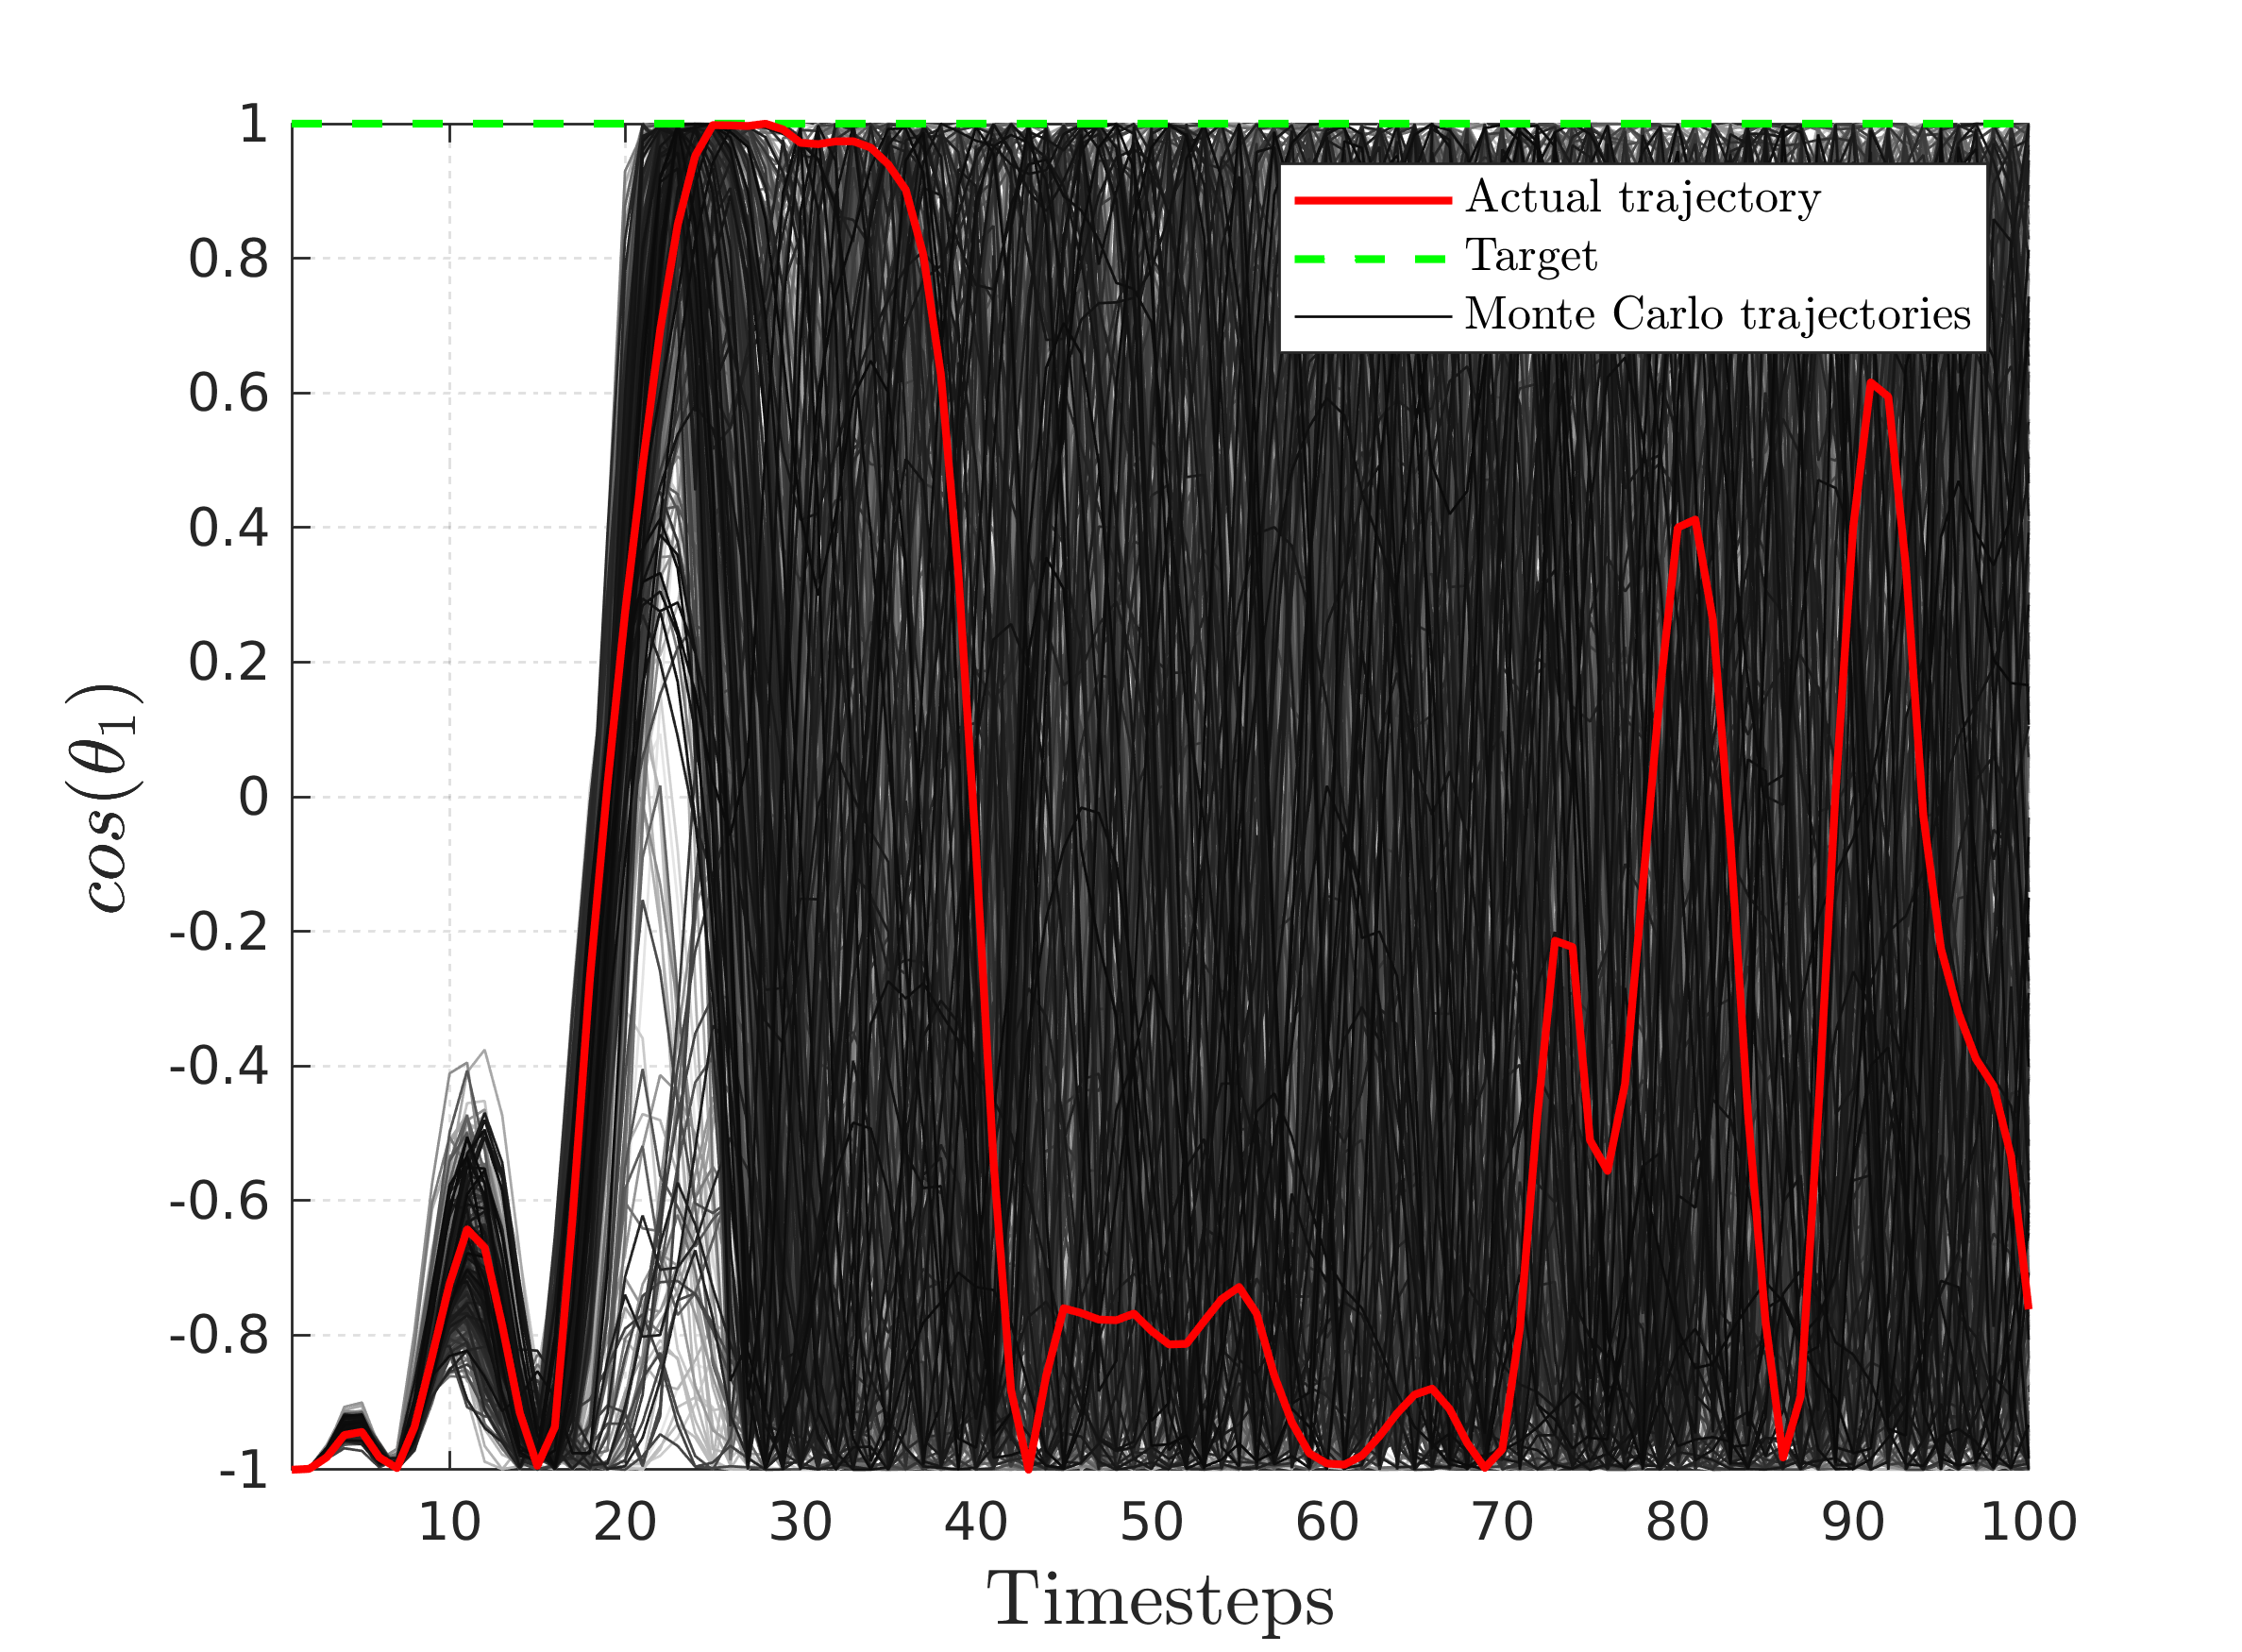 1
0.8
0.6
0.4
0.2
0
-0.2
-0.4
-0.6
-0.8
-1
cos(θ₁)
Actual trajectory
Target
Monte Carlo trajectories
10 20 30 40 50 60 70 80 90 100
Timesteps